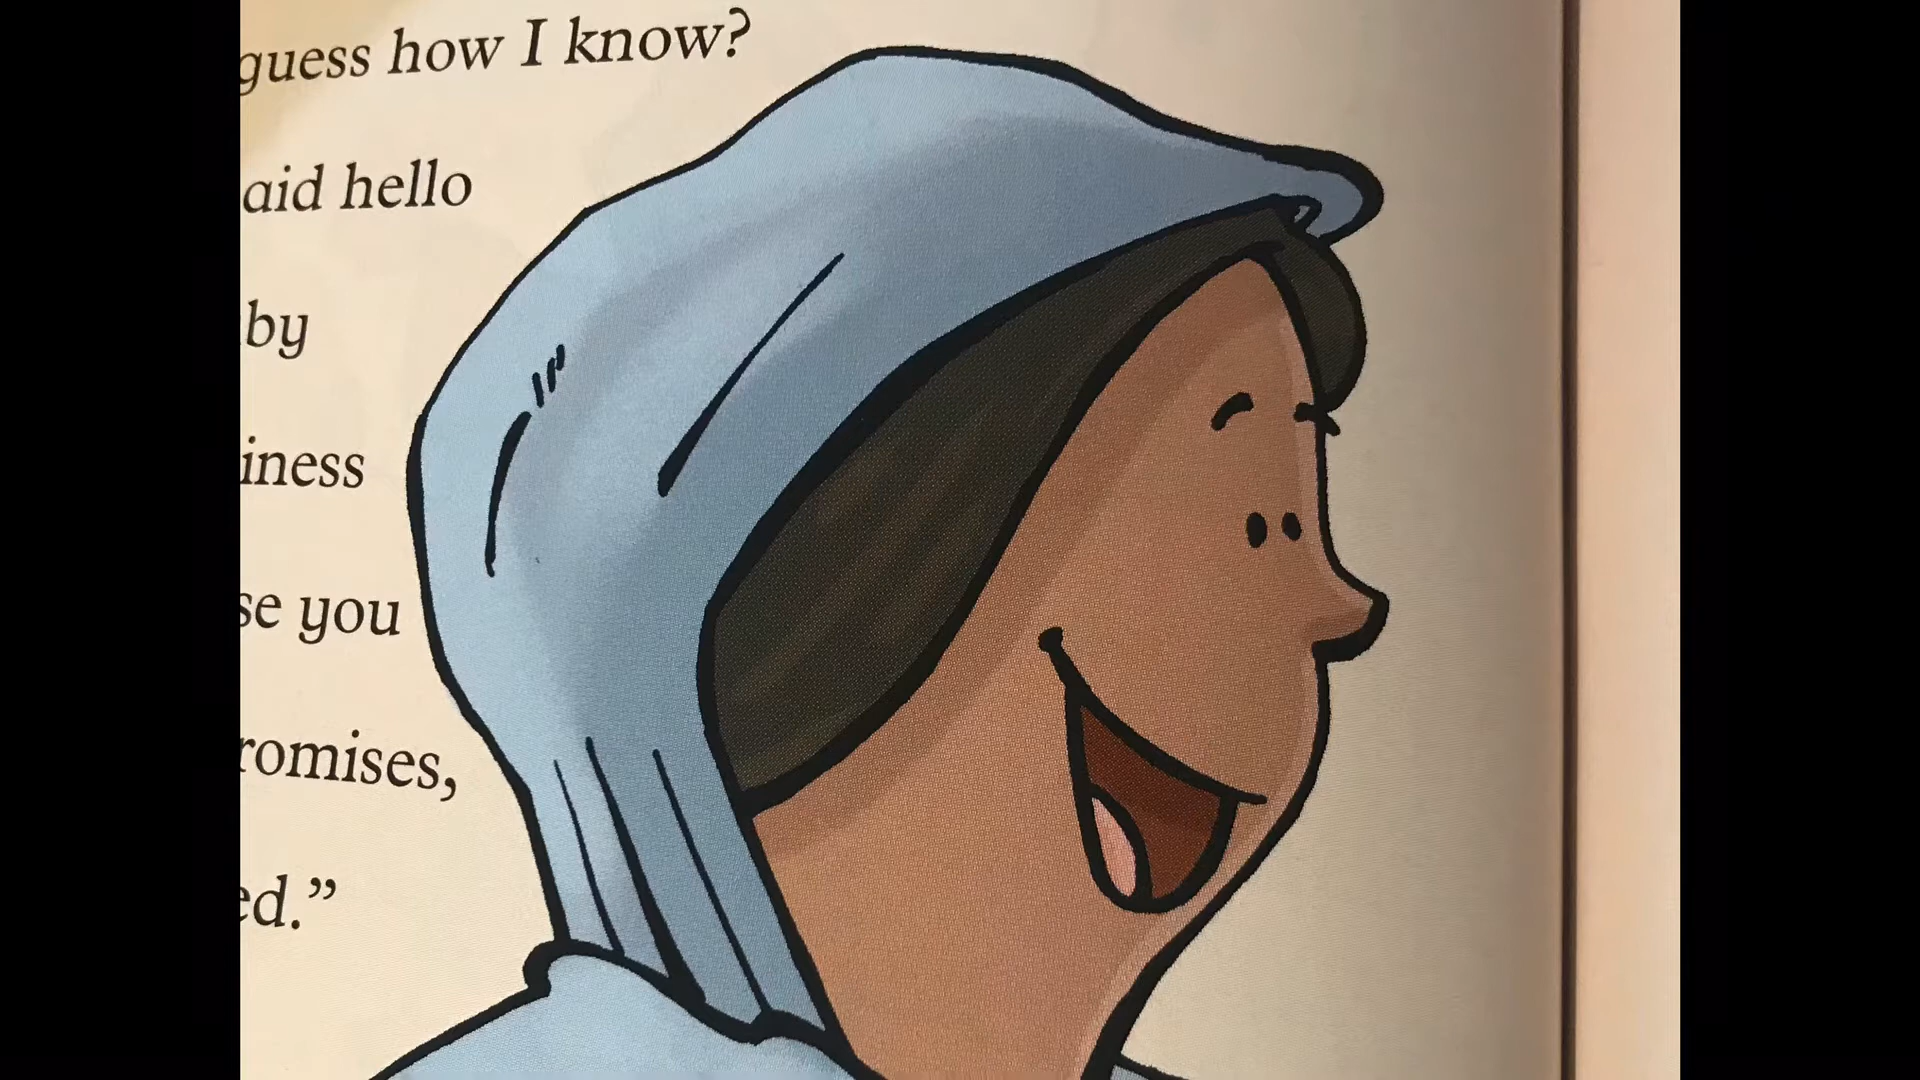 guess how I know?
aid hello
by
iness
se you
romises,
ed.”